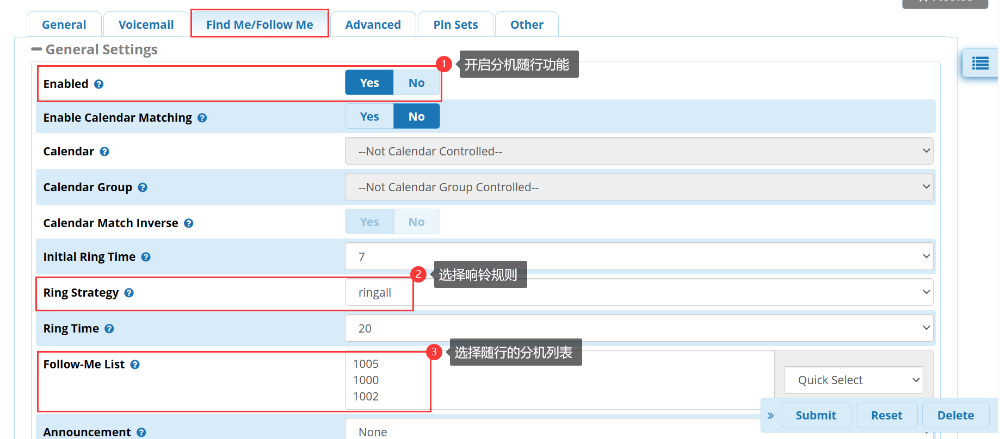 General
Voicemail
Find Me/Follow Me
Advanced
Pin Sets
Other
General Settings
1 开启分机随行功能
Enabled ? Yes No
Enable Calendar Matching ? Yes No
Calendar ? --Not Calendar Controlled--
Calendar Group ? --Not Calendar Group Controlled--
Calendar Match Inverse ? Yes No
Initial Ring Time ? 7
2 选择响铃规则
Ring Strategy ? ringall
Ring Time ? 20
3 选择随行的分机列表
Follow-Me List ? 1005
1000
1002
Quick Select
» Submit Reset Delete
Announcement ? None